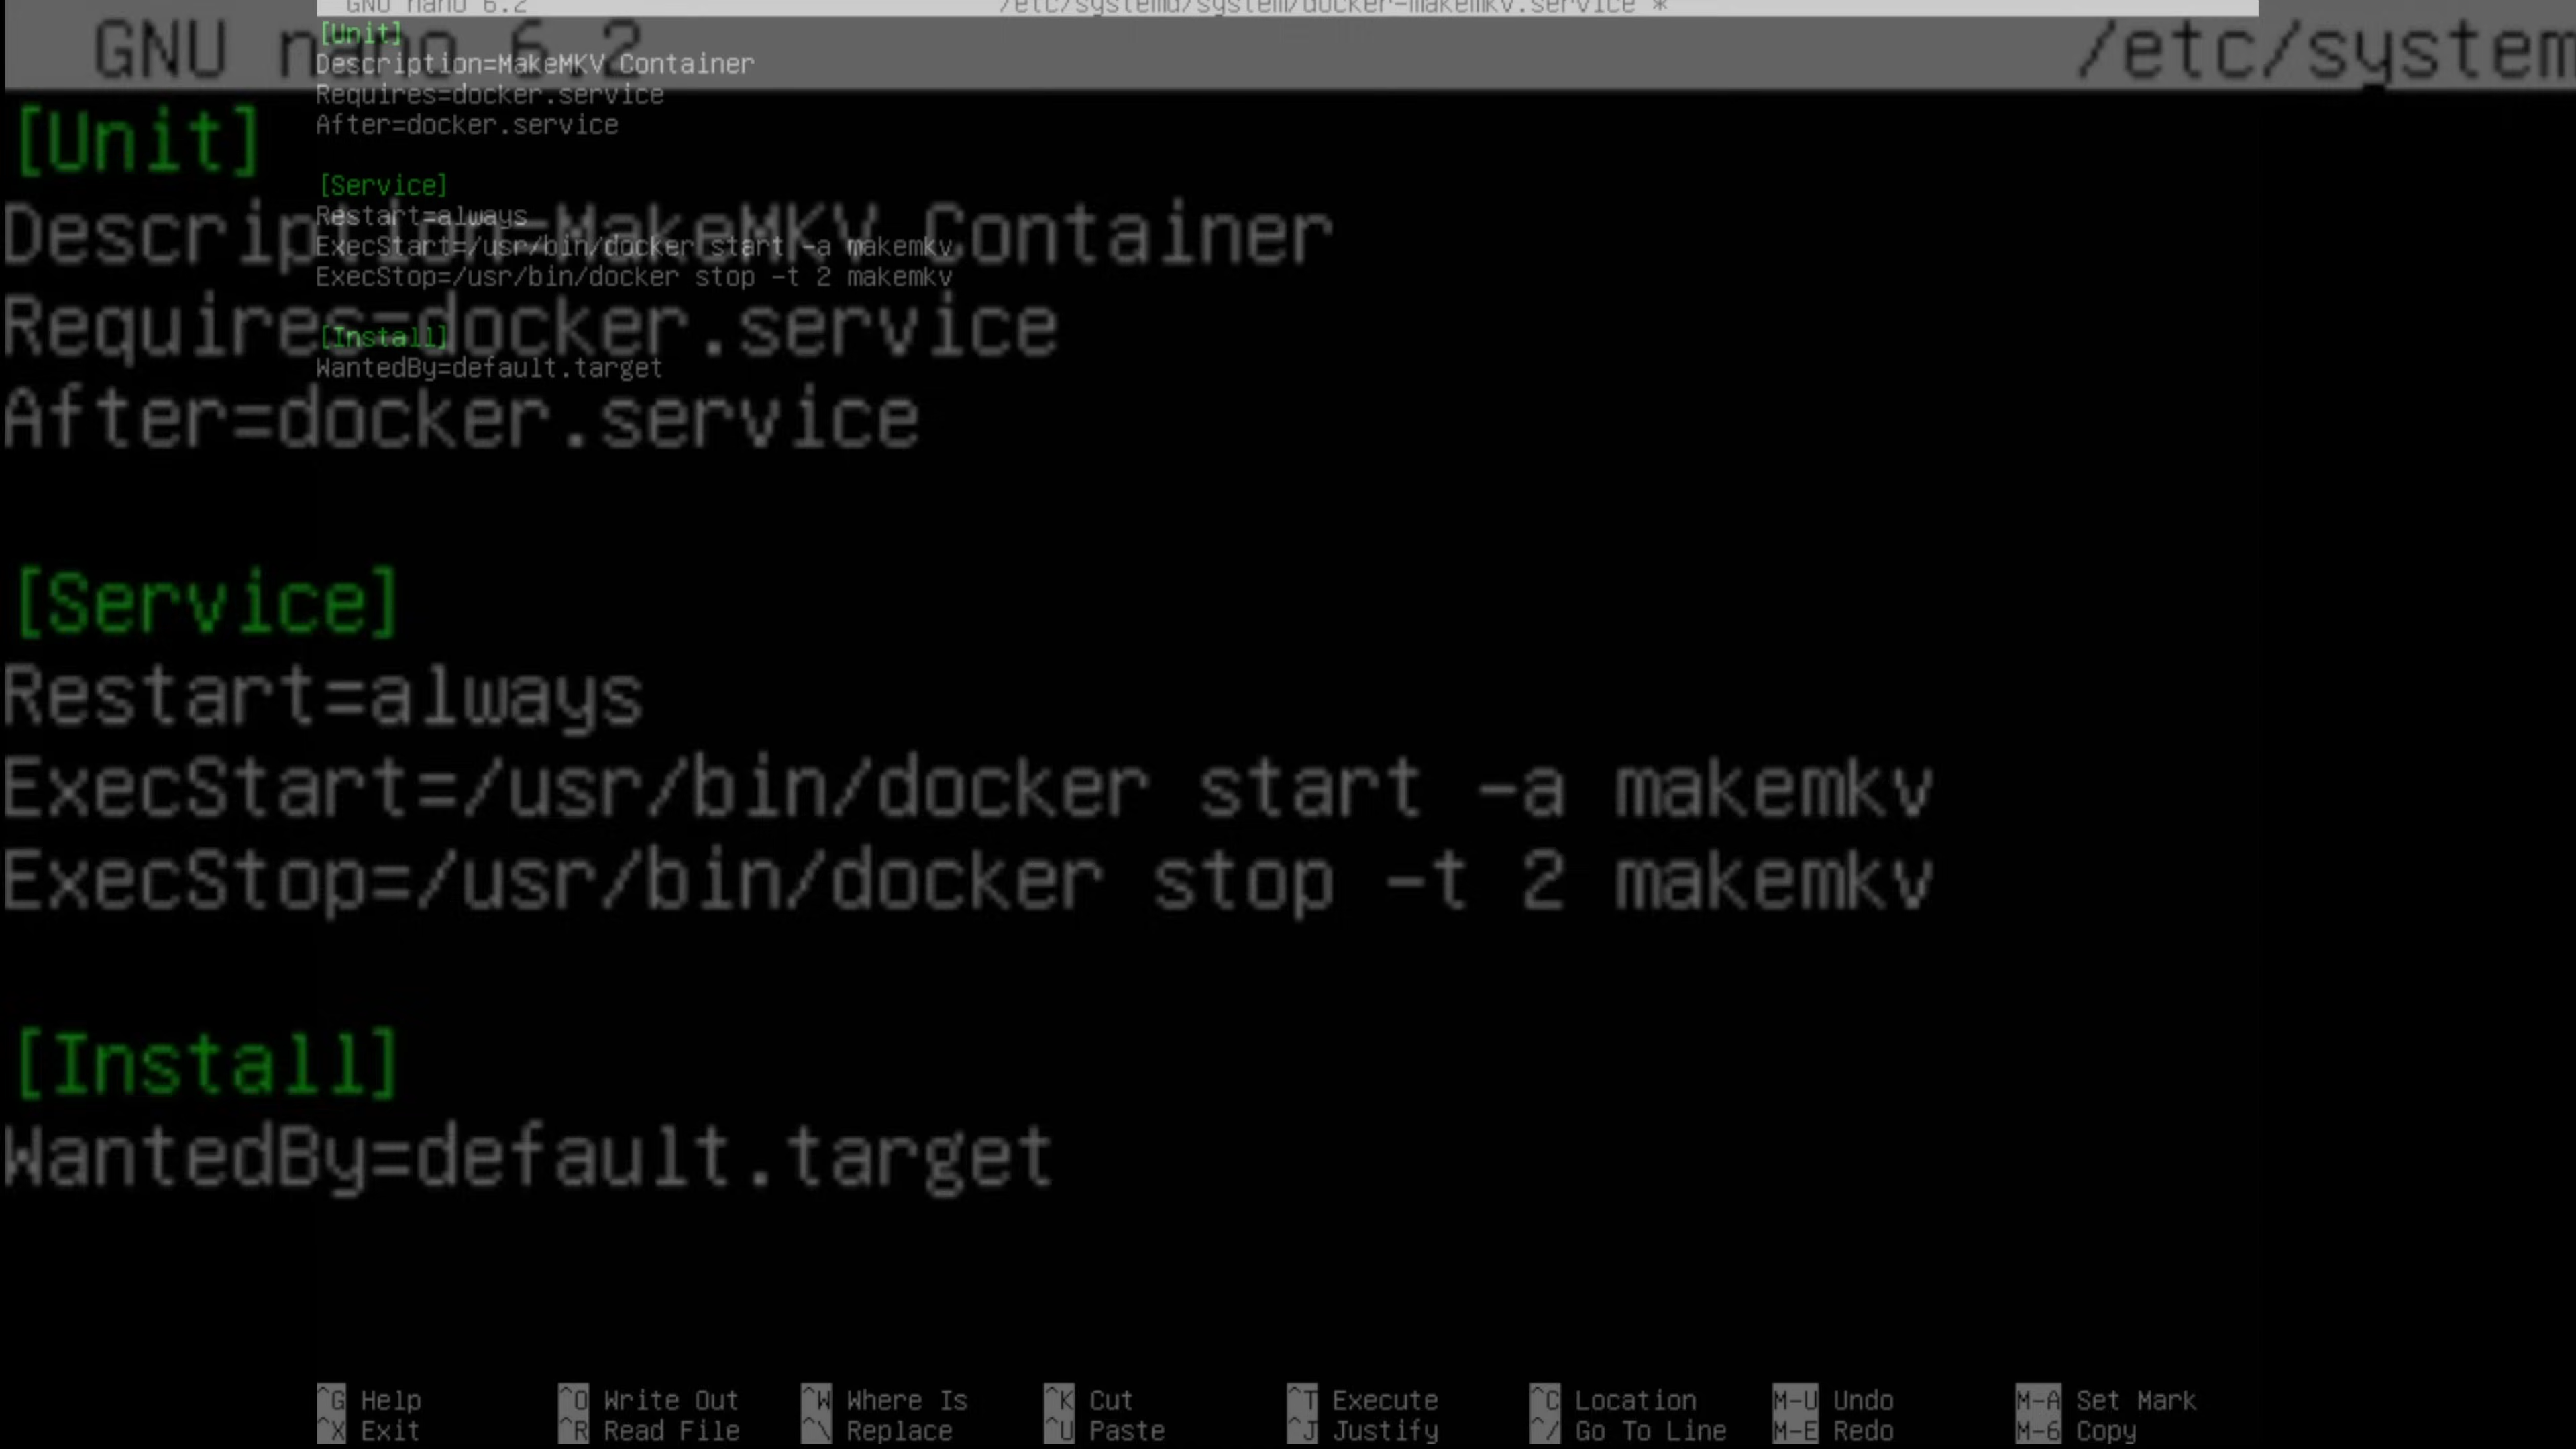 GNU nano 6.2 /etc/systemd/system/docker-makemkv.service *
[Unit]
Description=MakeMKV Container
Requires=docker.service
After=docker.service
[Service]
Restart=always
ExecStart=/usr/bin/docker start -a makemkv
ExecStop=/usr/bin/docker stop -t 2 makemkv
[Install]
WantedBy=default.target
GNU nano 6.2 /etc/system
[Unit]
Description=MakeMKV Container
Requires=docker.service
After=docker.service
[Service]
Restart=always
ExecStart=/usr/bin/docker start -a makemkv
ExecStop=/usr/bin/docker stop -t 2 makemkv
[Install]
WantedBy=default.target
^G Help ^O Write Out ^W Where Is ^K Cut ^T Execute ^C Location M-U Undo M-A Set Mark
^X Exit ^R Read File ^\ Replace ^U Paste ^J Justify ^/ Go To Line M-E Redo M-6 Copy